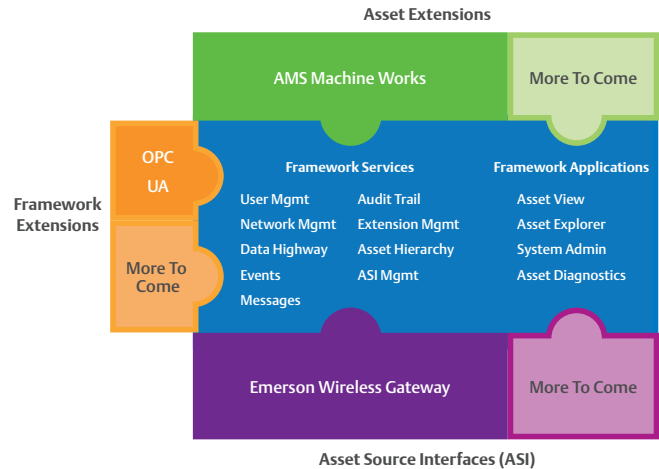 Asset Extensions
AMS Machine Works
More To Come
OPC
UA
Framework
Extensions
More To
Come
Framework Services
User Mgmt
Network Mgmt
Data Highway
Events
Messages
Audit Trail
Extension Mgmt
Asset Hierarchy
ASI Mgmt
Framework Applications
Asset View
Asset Explorer
System Admin
Asset Diagnostics
Emerson Wireless Gateway
More To Come
Asset Source Interfaces (ASI)